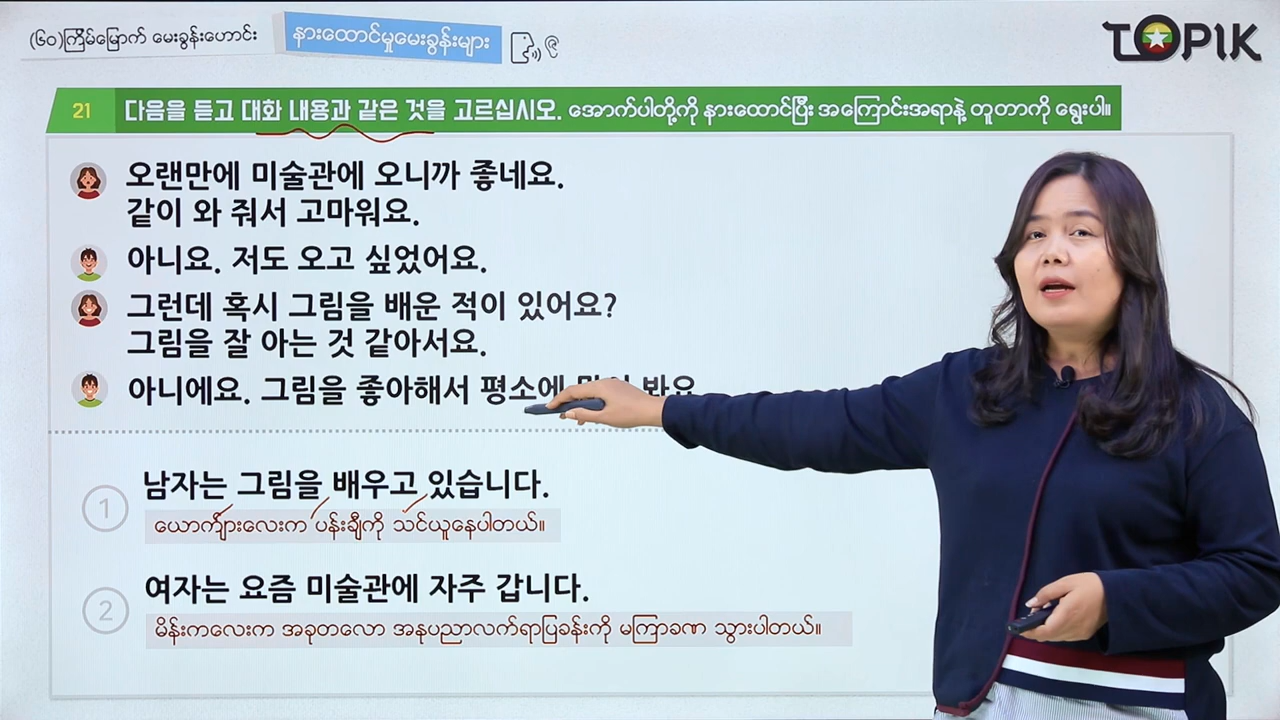 (၆၀)ကြိမ်မြောက် မေးခွန်းဟောင်း
နားထောင်မှုမေးခွန်းများ
TOPIK
21 다음을 듣고 대화 내용과 같은 것을 고르십시오. အောက်ပါတို့ကို နားထောင်ပြီး အကြောင်းအရာနဲ့ တူတာကို ရွေးပါ။
오랜만에 미술관에 오니까 좋네요.
같이 와 줘서 고마워요.
아니요. 저도 오고 싶었어요.
그런데 혹시 그림을 배운 적이 있어요?
그림을 잘 아는 것 같아서요.
아니에요. 그림을 좋아해서 평소에 봐요
1 남자는 그림을 배우고 있습니다.
ယောက်ျားလေးက ပန်းချီကို သင်ယူနေပါတယ်။
2 여자는 요즘 미술관에 자주 갑니다.
မိန်းကလေးက အခုတလော အနုပညာလက်ရာပြခန်းကို မကြာခဏ သွားပါတယ်။